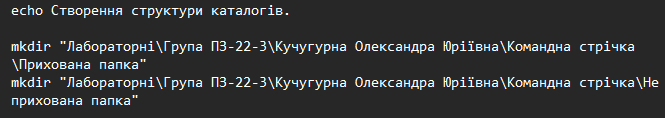 echo Створення структури каталогів.
mkdir "Лабораторні\Група ПЗ-22-3\Кучугурна Олександра Юріївна\Командна стрічка
\Прихована папка"
mkdir "Лабораторні\Група ПЗ-22-3\Кучугурна Олександра Юріївна\Командна стрічка\Не
прихована папка"